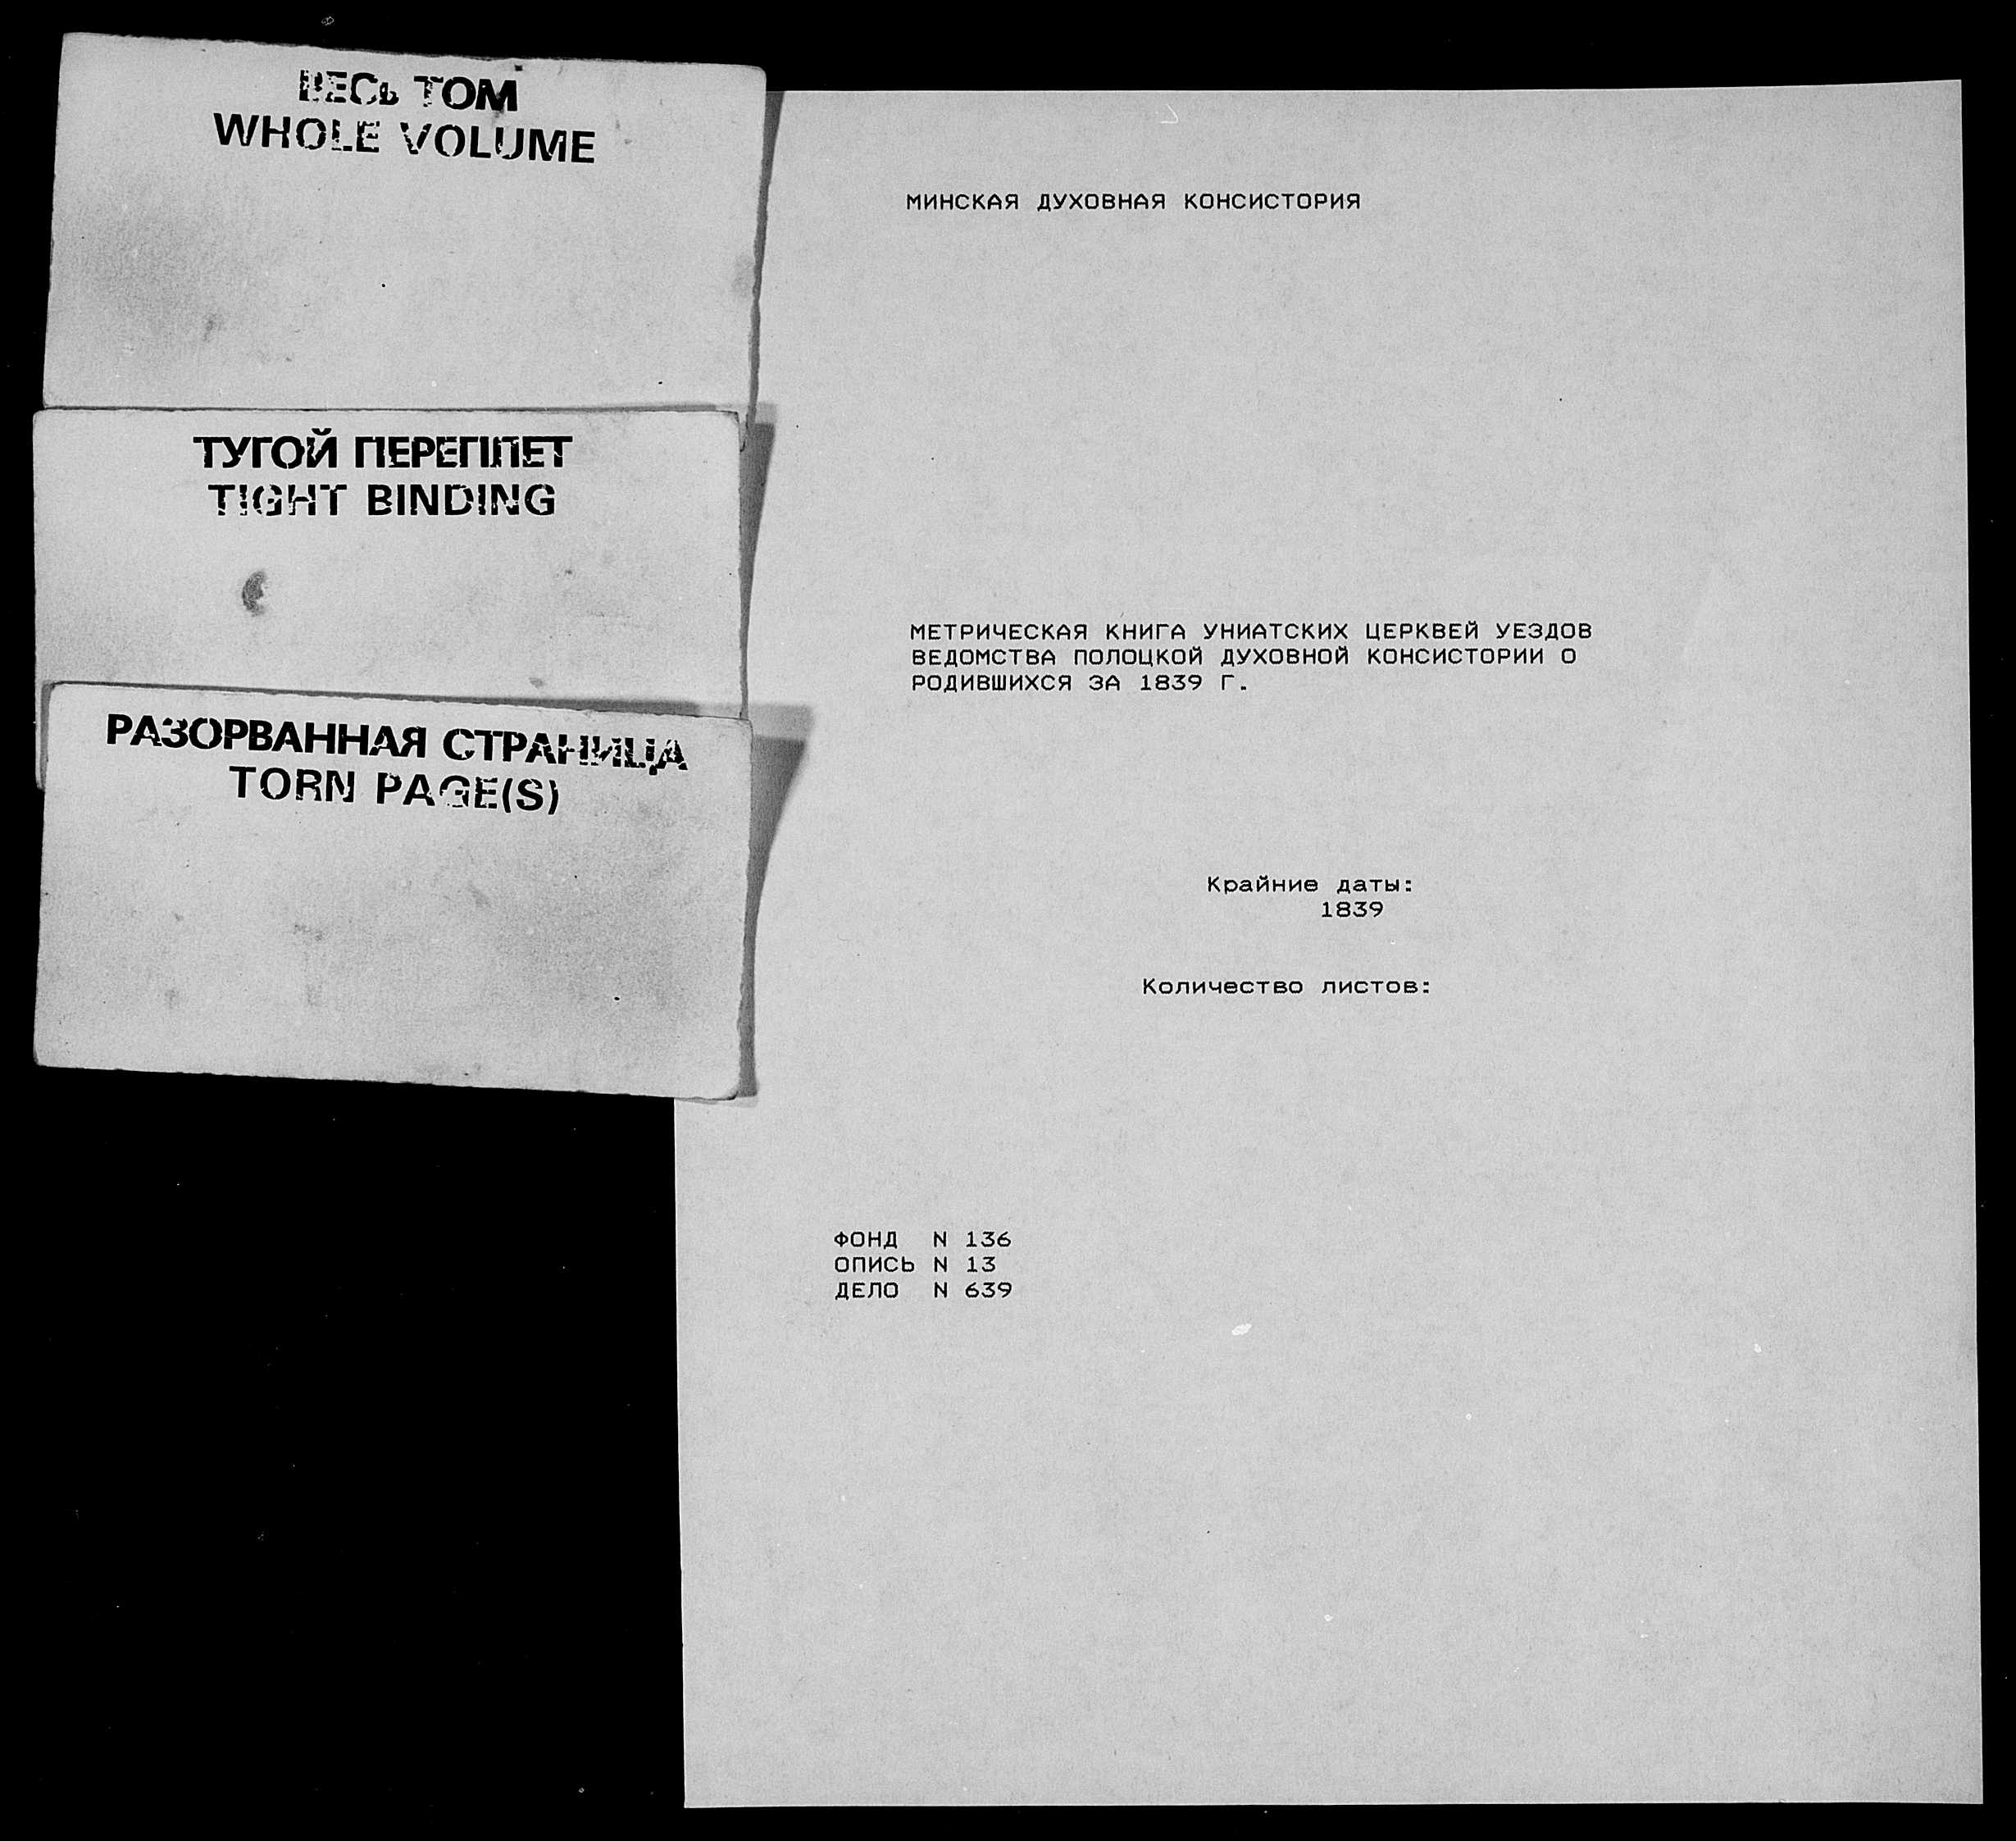 ВЕСЬ ТОМ
WHOLE VOLUME
ТУГОЙ ПЕРЕПЛЕТ
TIGHT BINDING
РАЗОРВАННАЯ СТРАНИЦА
TORN PAGE(S)
МИНСКАЯ ДУХОВНАЯ КОНСИСТОРИЯ
МЕТРИЧЕСКАЯ КНИГА УНИАТСКИХ ЦЕРКВЕЙ УЕЗДОВ
ВЕДОМСТВА ПОЛОЦКОЙ ДУХОВНОЙ КОНСИСТОРИИ О
РОДИВШИХСЯ ЗА 1839 Г.
Крайние даты:
1839
Количество листов:
ФОНД N 136
ОПИСЬ N 13
ДЕЛО N 639